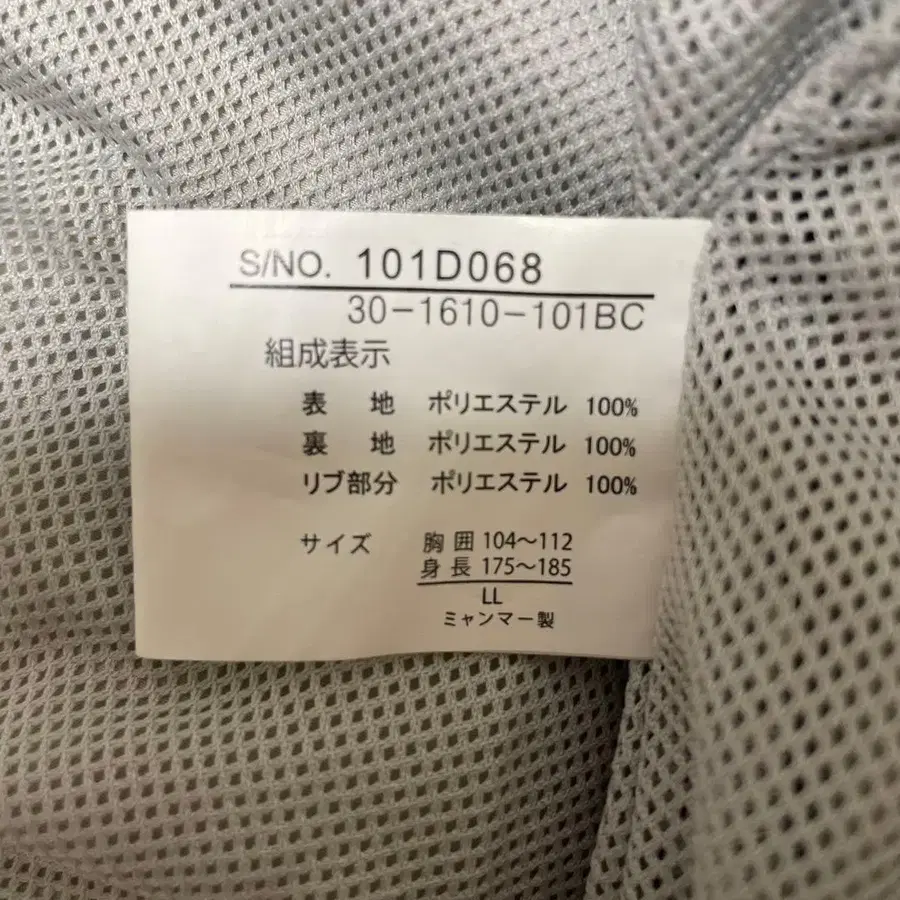 S/NO. 101D068
30-1610-101BC
組成表示
表 地 ポリエステル 100%
裏 地 ポリエステル 100%
リブ部分 ポリエステル 100%
サイズ 胸囲 104～112
身長 175～185
LL
ミャンマー製